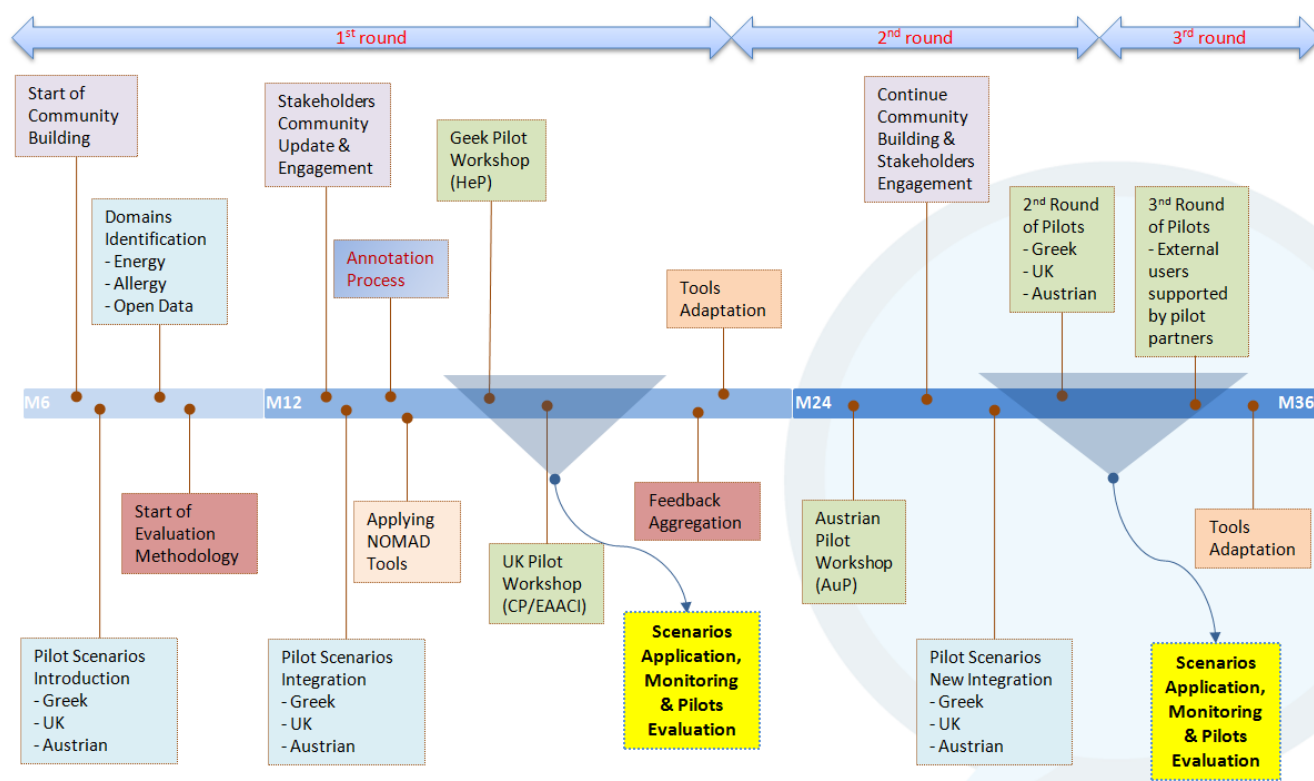 1st round
2nd round
3rd round
Start of
Community
Building
Stakeholders
Community
Update &
Engagement
Geek Pilot
Workshop
(HeP)
Continue
Community
Building &
Stakeholders
Engagement
Domains
Identification
- Energy
- Allergy
- Open Data
Annotation
Process
Tools
Adaptation
2nd Round
of Pilots
- Greek
- UK
- Austrian
3rd Round
of Pilots
- External
users
supported
by pilot
partners
M6
M12
M24
M36
Start of
Evaluation
Methodology
Applying
NOMAD
Tools
UK Pilot
Workshop
(CP/EAACI)
Feedback
Aggregation
Austrian
Pilot
Workshop
(AuP)
Tools
Adaptation
Pilot Scenarios
Introduction
- Greek
- UK
- Austrian
Pilot Scenarios
Integration
- Greek
- UK
- Austrian
Scenarios
Application,
Monitoring
& Pilots
Evaluation
Pilot Scenarios
New Integration
- Greek
- UK
- Austrian
Scenarios
Application,
Monitoring
& Pilots
Evaluation